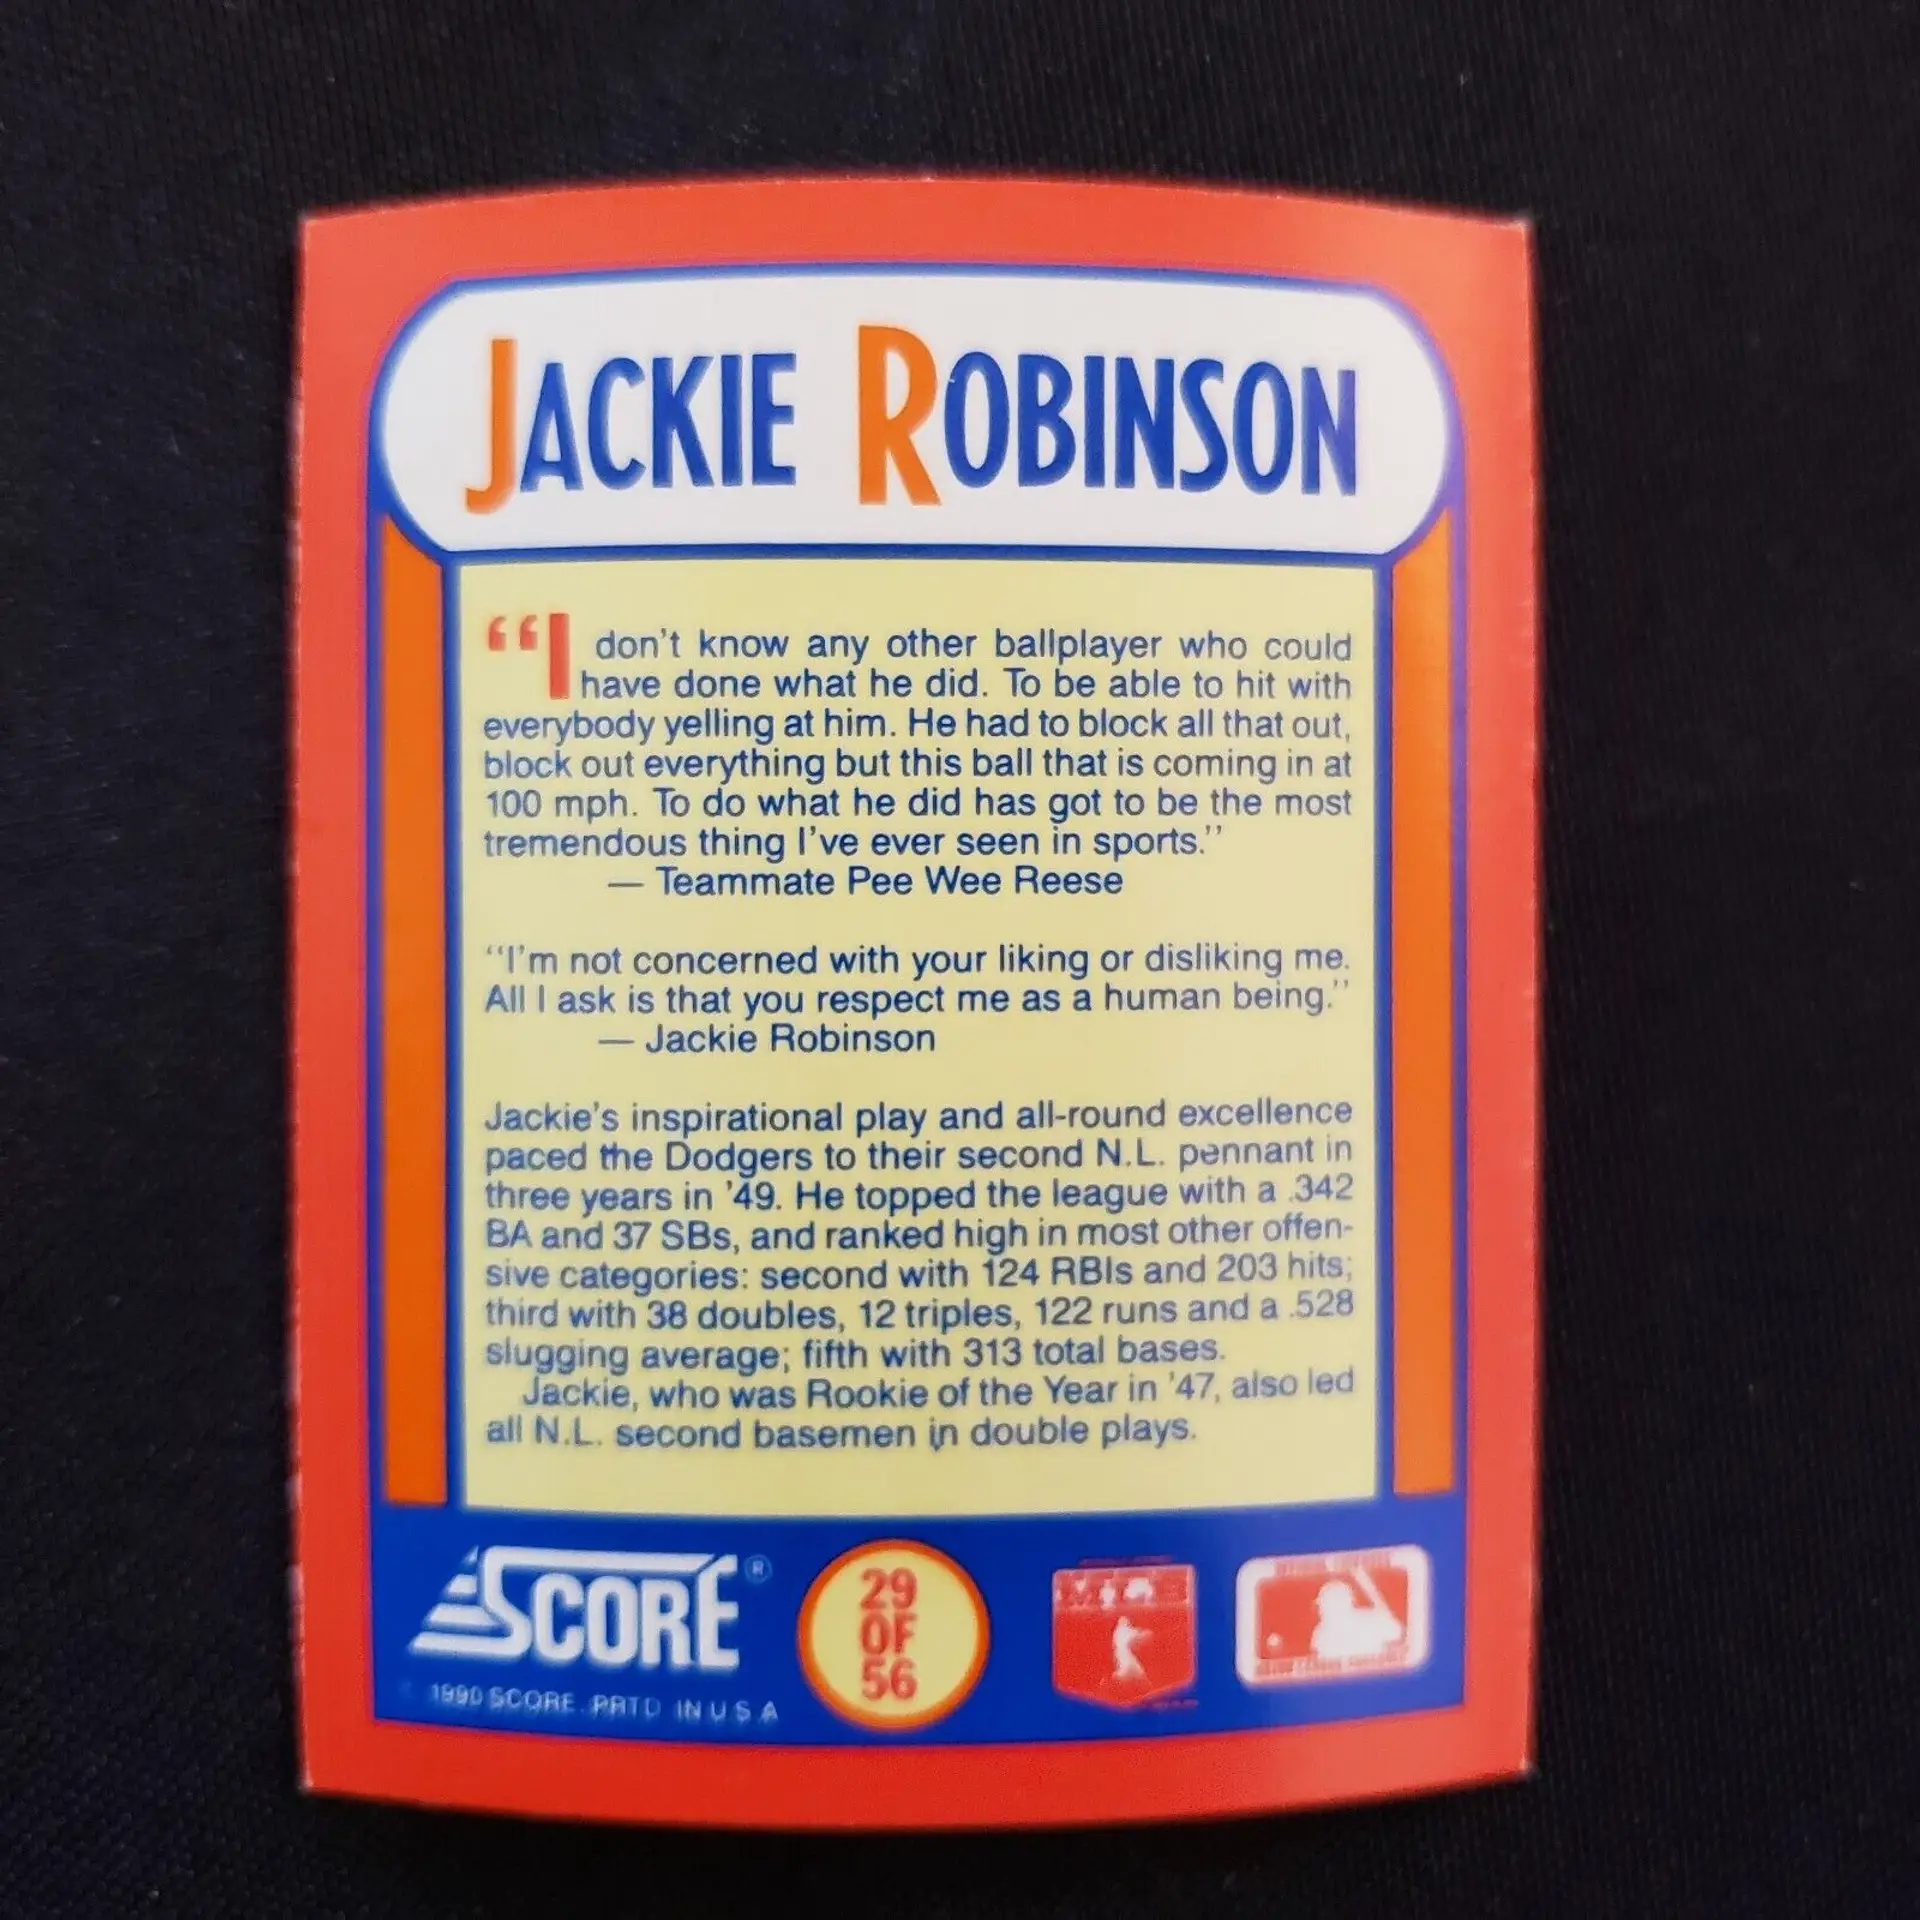 JACKIE ROBINSON
“I don't know any other ballplayer who could
have done what he did. To be able to hit with
everybody yelling at him. He had to block all that out,
block out everything but this ball that is coming in at
100 mph. To do what he did has got to be the most
tremendous thing I've ever seen in sports.”
— Teammate Pee Wee Reese
“I'm not concerned with your liking or disliking me.
All I ask is that you respect me as a human being.”
— Jackie Robinson
Jackie's inspirational play and all-round excellence
paced the Dodgers to their second N.L. pennant in
three years in '49. He topped the league with a .342
BA and 37 SBs, and ranked high in most other offen-
sive categories: second with 124 RBIs and 203 hits;
third with 38 doubles, 12 triples, 122 runs and a .528
slugging average; fifth with 313 total bases.
Jackie, who was Rookie of the Year in '47, also led
all N.L. second basemen in double plays.
SCORE®
1990 SCORE. PRTD IN U S A
29
OF
56